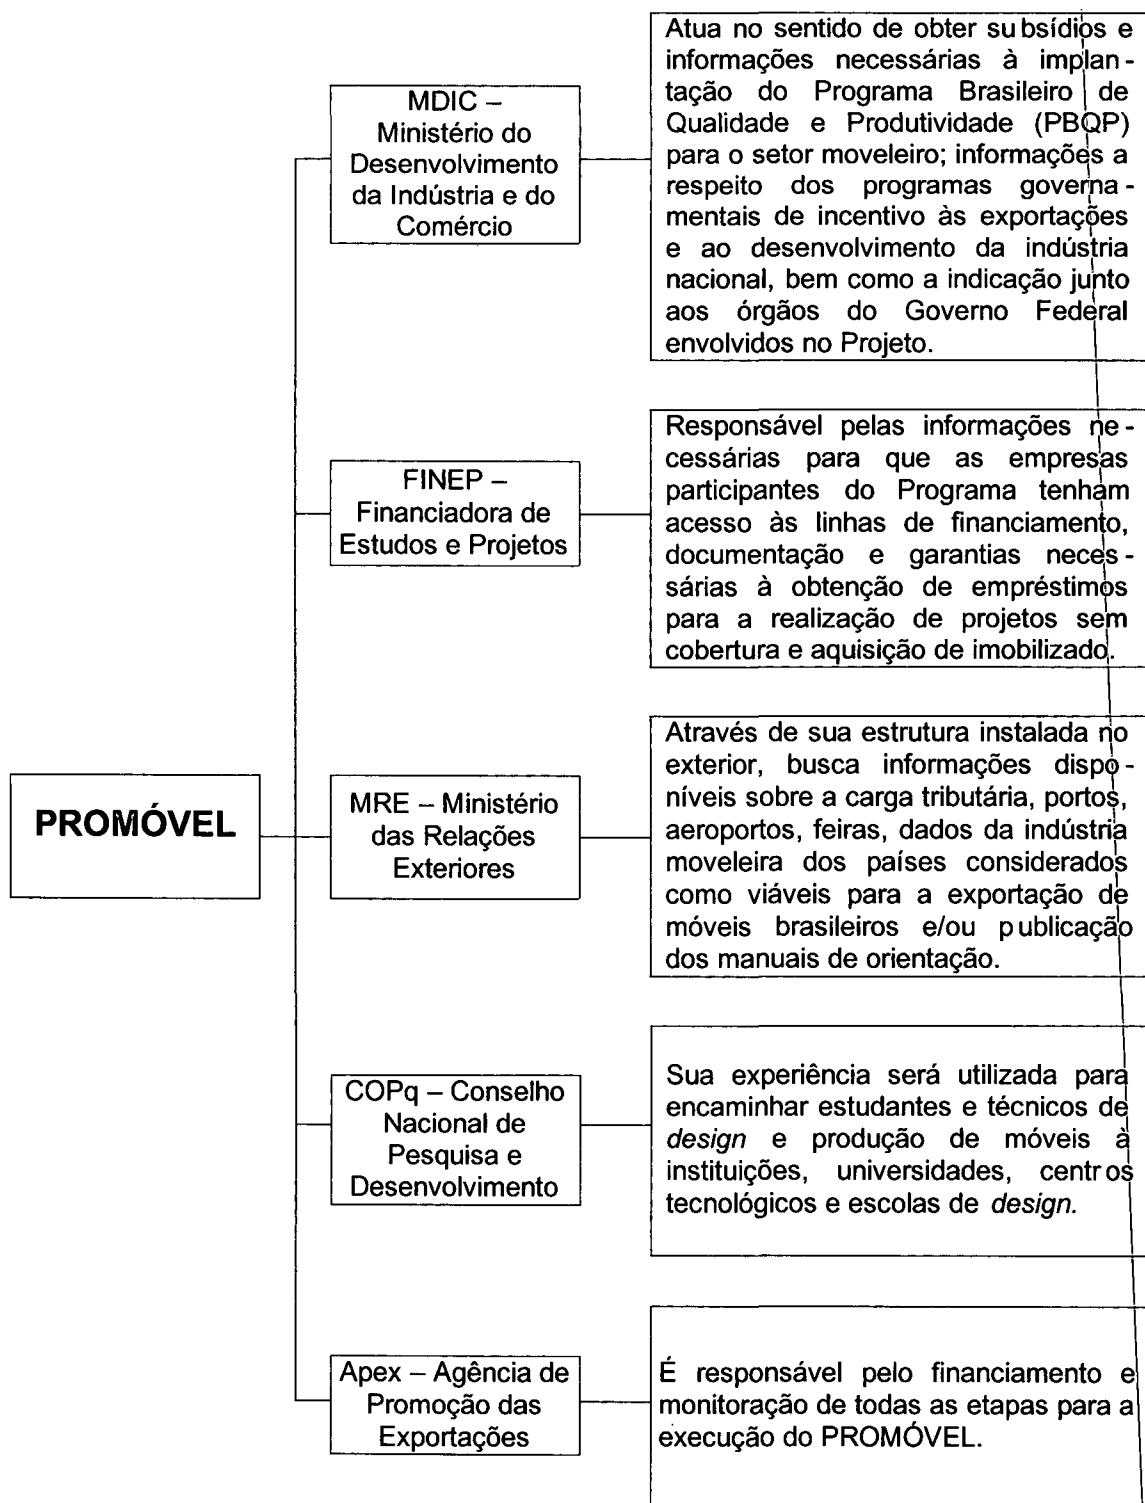 PROMÓVEL
MDIC –
Ministério do
Desenvolvimento
da Indústria e do
Comércio
Atua no sentido de obter subsídios e
informações necessárias à implan-
tação do Programa Brasileiro de
Qualidade e Produtividade (PBQP)
para o setor moveleiro; informações a
respeito dos programas governa-
mentais de incentivo às exportações
e ao desenvolvimento da indústria
nacional, bem como a indicação junto
aos órgãos do Governo Federal
envolvidos no Projeto.
FINEP –
Financiadora de
Estudos e Projetos
Responsável pelas informações ne-
cessárias para que as empresas
participantes do Programa tenham
acesso às linhas de financiamento,
documentação e garantias neces-
sárias à obtenção de empréstimos
para a realização de projetos sem
cobertura e aquisição de imobilizado.
MRE – Ministério
das Relações
Exteriores
Através de sua estrutura instalada no
exterior, busca informações dispo-
níveis sobre a carga tributária, portos,
aeroportos, feiras, dados da indústria
moveleira dos países considerados
como viáveis para a exportação de
móveis brasileiros e/ou publicação
dos manuais de orientação.
COPq – Conselho
Nacional de
Pesquisa e
Desenvolvimento
Sua experiência será utilizada para
encaminhar estudantes e técnicos de
design e produção de móveis à
instituições, universidades, centros
tecnológicos e escolas de design.
Apex – Agência de
Promoção das
Exportações
É responsável pelo financiamento e
monitoração de todas as etapas para a
execução do PROMÓVEL.